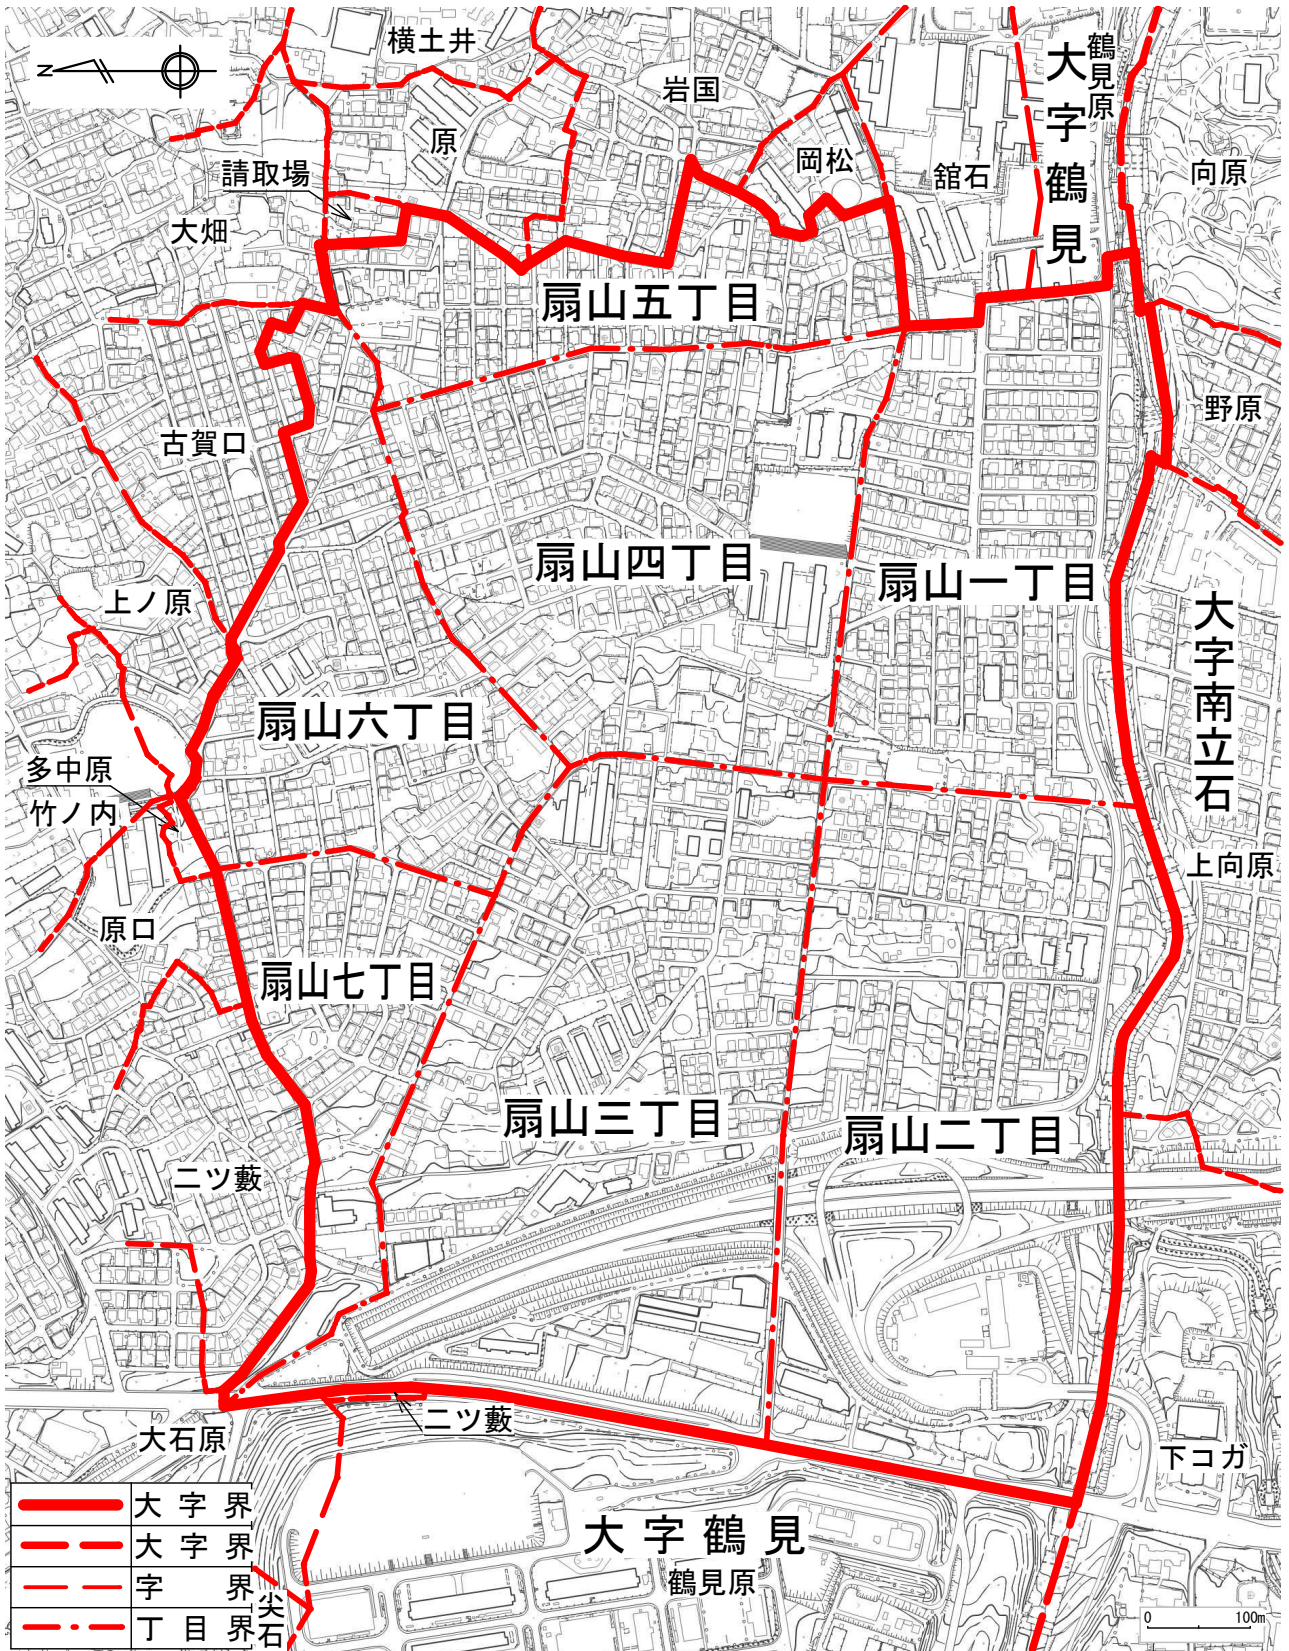 横土井
N
鶴見原
大字鶴見
岩国
原
請取場
岡松
舘石
向原
大畑
扇山五丁目
野原
古賀口
扇山四丁目
扇山一丁目
上ノ原
大字南立石
扇山六丁目
多中原
竹ノ内
上向原
原口
扇山七丁目
扇山三丁目
扇山二丁目
二ツ藪
二ツ藪
大石原
下コガ
大字鶴見
鶴見原
大字界
大字界
字界
丁目界
尖石
0 100m